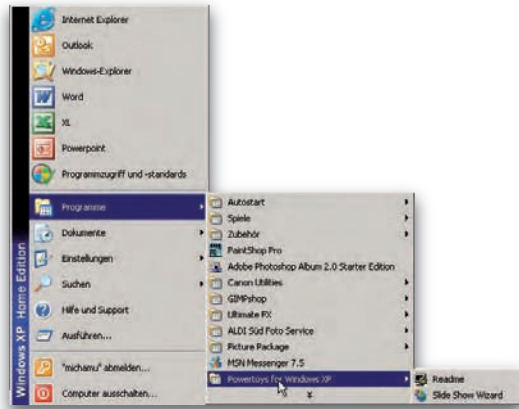 Internet Explorer
Outlook
Windows-Explorer
Word
XL
Powerpoint
Programmzugriff und -standards
Programme
Dokumente
Einstellungen
Suchen
Hilfe und Support
Ausführen...
"michamu" abmelden...
Computer ausschalten...
Windows XP Home Edition
Autostart
Spiele
Zubehör
PaintShop Pro
Adobe Photoshop Album 2.0 Starter Edition
Canon Utilities
GIMPshop
Ultimate FX
ALDI Süd Foto Service
Picture Package
MSN Messenger 7.5
Powertoys for Windows XP
Readme
Slide Show Wizard